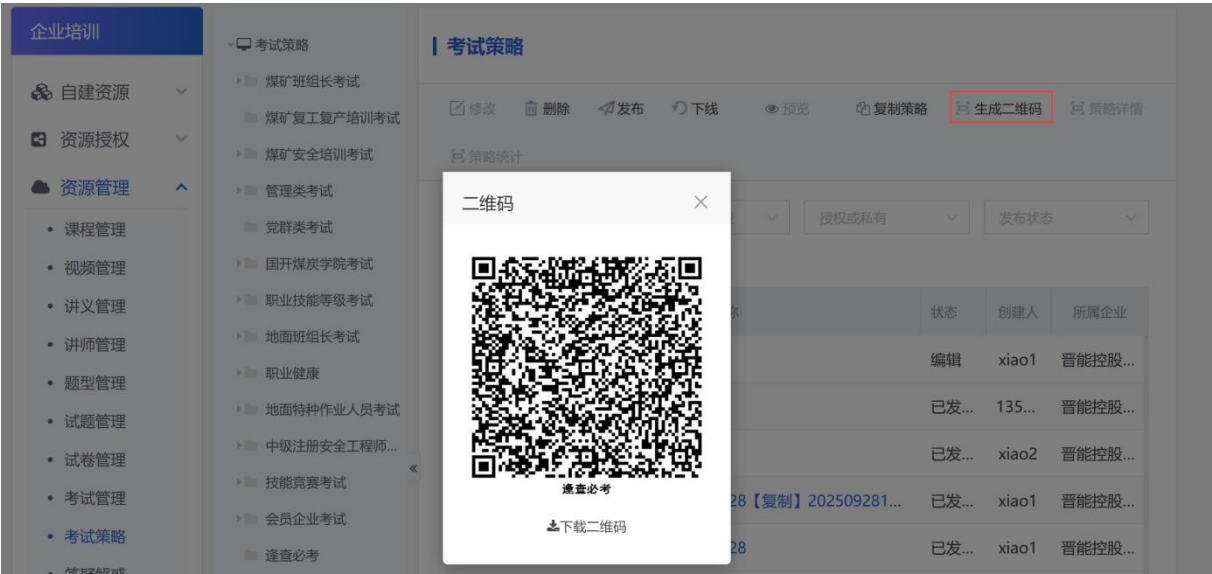 企业培训
自建资源
资源授权
资源管理
课程管理
视频管理
讲义管理
讲师管理
题型管理
试题管理
试卷管理
考试管理
考试策略
答疑解惑
考试策略
煤矿班组长考试
煤矿复工复产培训考试
煤矿安全培训考试
管理类考试
党群类考试
国开煤炭学院考试
职业技能等级考试
地面班组长考试
职业健康
地面特种作业人员考试
中级注册安全工程师...
技能竞赛考试
会员企业考试
逢查必考
考试策略
修改 删除 发布 下线 预览 复制策略 生成二维码 策略详情
策略统计
授权或私有 发布状态
状态 创建人 所属企业
编辑 xiao1 晋能控股...
已发... 135... 晋能控股...
已发... xiao2 晋能控股...
28【复制】202509281... 已发... xiao1 晋能控股...
28 已发... xiao1 晋能控股...
二维码
逢查必考
下载二维码